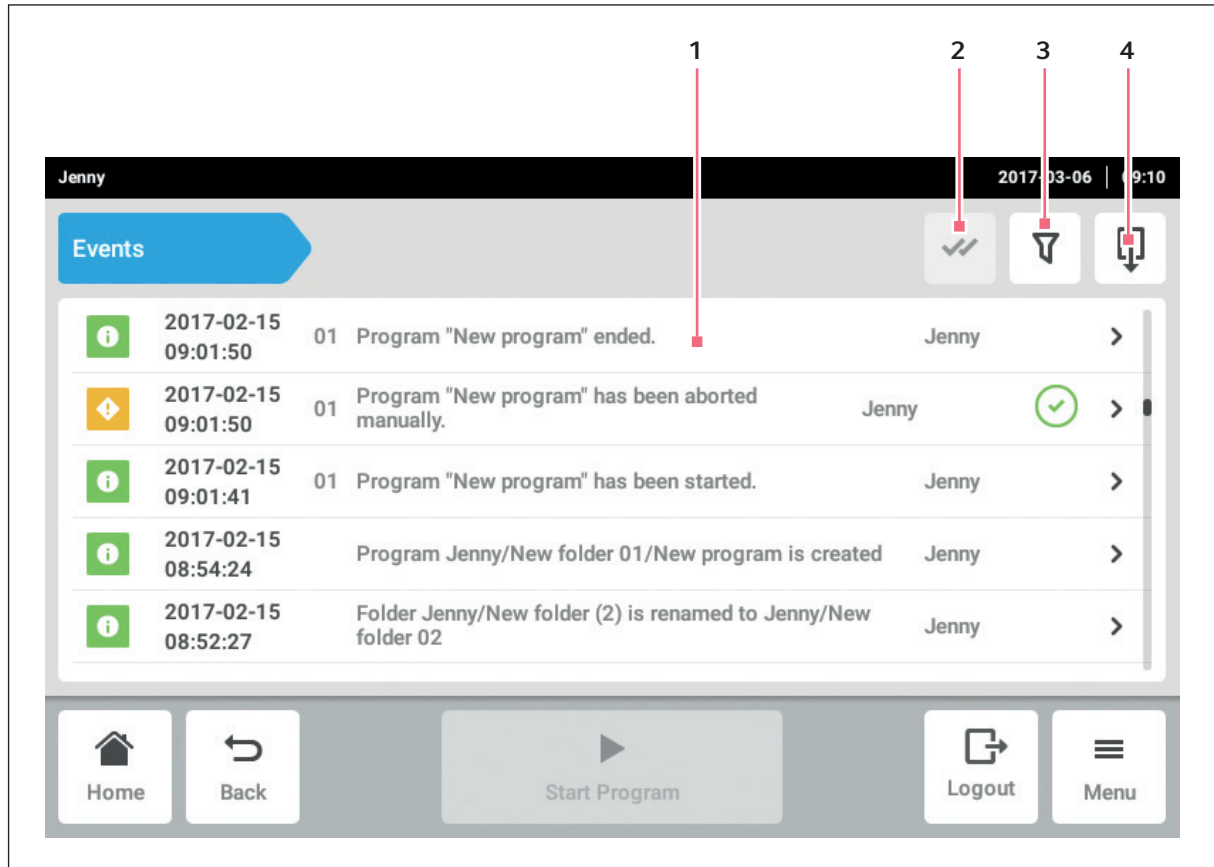 1 2 3 4
Jenny 2017-03-06 09:10
Events
2017-02-15
09:01:50
01 Program "New program" ended. Jenny
2017-02-15
09:01:50
01 Program "New program" has been aborted
manually.
Jenny
2017-02-15
09:01:41
01 Program "New program" has been started. Jenny
2017-02-15
08:54:24
Program Jenny/New folder 01/New program is created Jenny
2017-02-15
08:52:27
Folder Jenny/New folder (2) is renamed to Jenny/New
folder 02
Jenny
Home Back Start Program Logout Menu